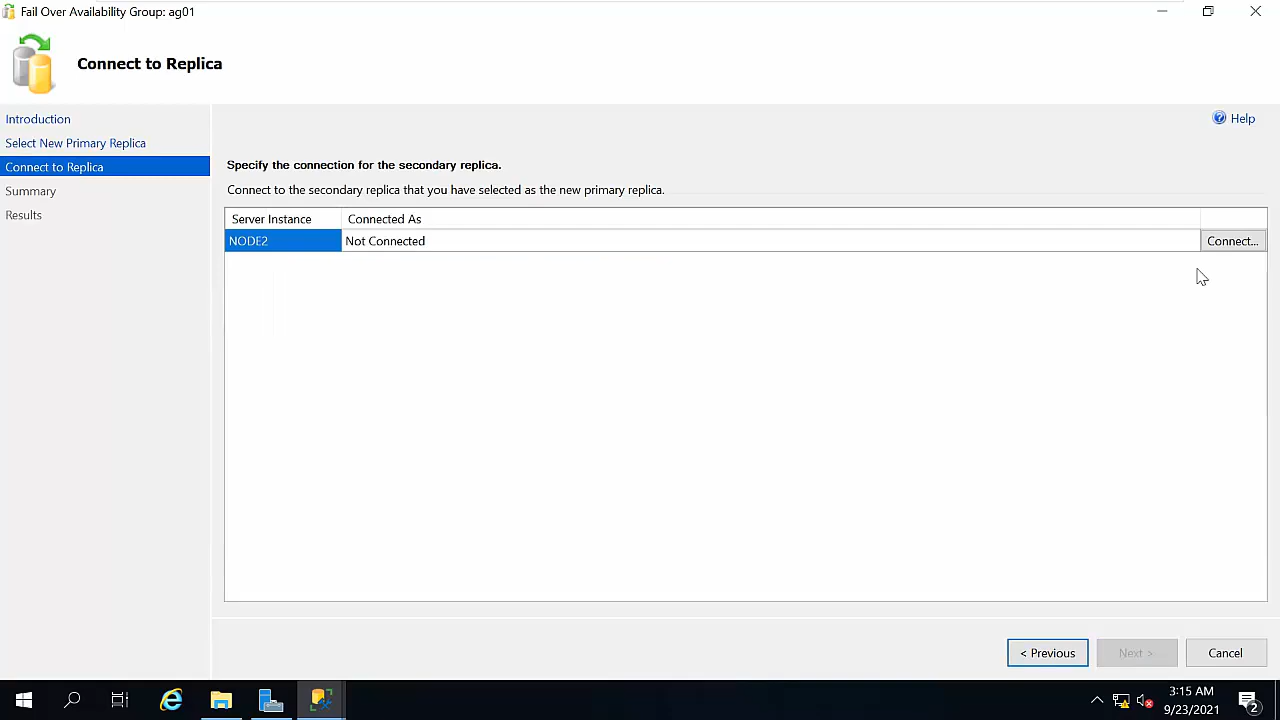 Fail Over Availability Group: ag01
Connect to Replica
Introduction
Select New Primary Replica
Connect to Replica
Summary
Results
Help
Specify the connection for the secondary replica.
Connect to the secondary replica that you have selected as the new primary replica.
Server Instance Connected As
NODE2 Not Connected Connect...
< Previous Next > Cancel
3:15 AM
9/23/2021
2